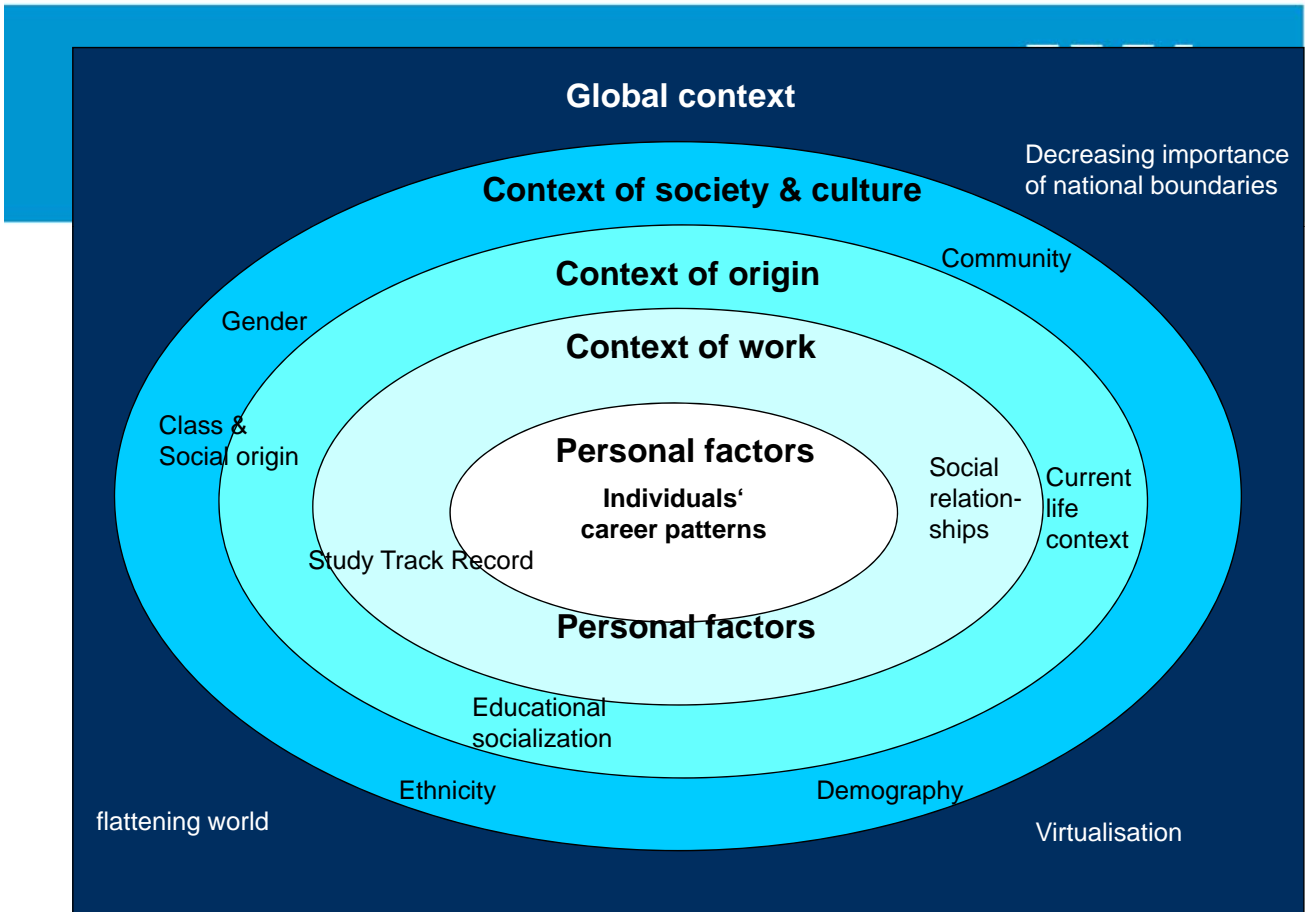 Global context
Decreasing importance
of national boundaries
Context of society & culture
Community
Context of origin
Gender
Context of work
Class &
Social origin
Personal factors
Individuals‘
career patterns
Social
relation-
ships
Current
life
context
Study Track Record
Personal factors
Educational
socialization
Ethnicity
Demography
flattening world
Virtualisation